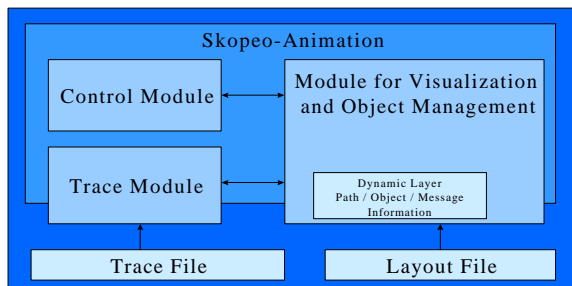 Skopeo-Animation
Control Module
Module for Visualization
and Object Management
Trace Module
Dynamic Layer
Path / Object / Message
Information
Trace File
Layout File